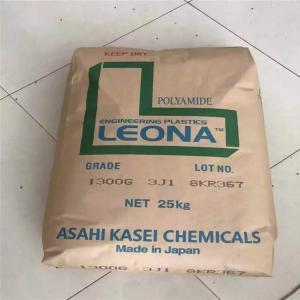 KEEP DRY
POLYAMIDE
ENGINEERING PLASTICS
LEONA™
GRADE LOT NO.
1300G 3J1 8KR367
NET 25kg
ASAHI KASEI CHEMICALS
Made in Japan